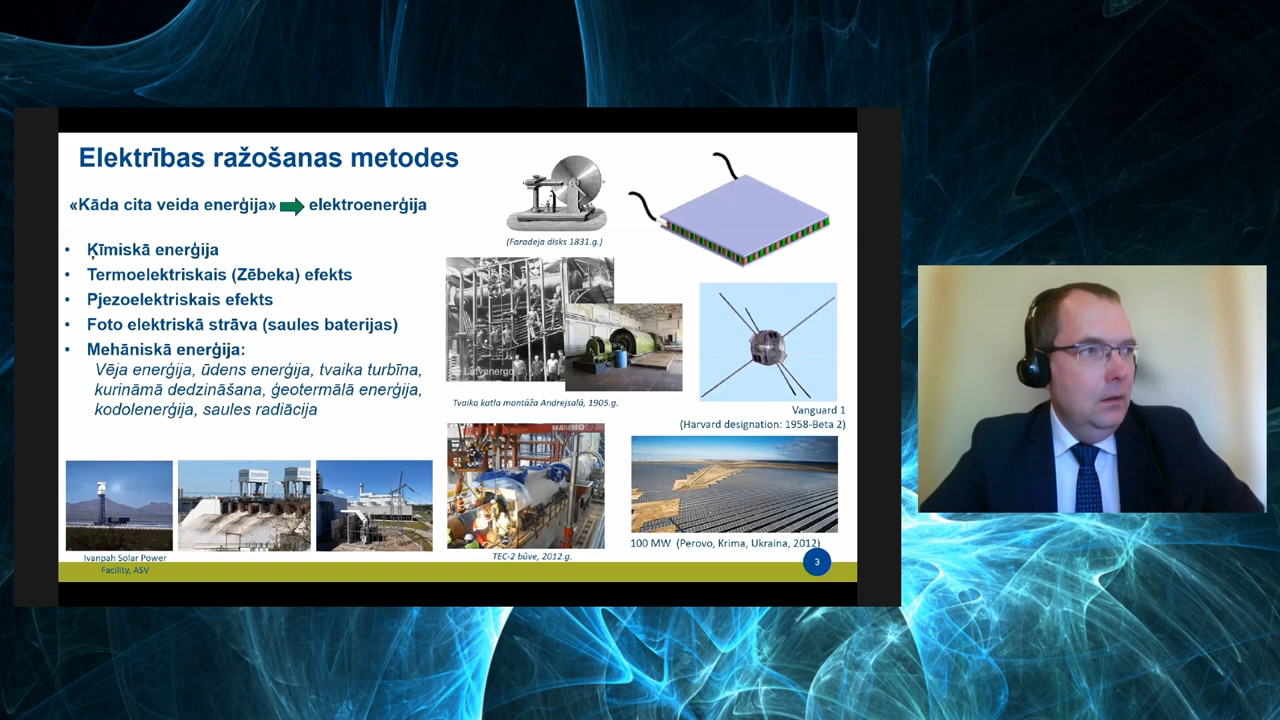 Elektrības ražošanas metodes
«Kāda cita veida enerģija» elektroenerģija
• Ķīmiskā enerģija
• Termoelektriskais (Zēbeka) efekts
• Pjezoelektriskais efekts
• Foto elektriskā strāva (saules baterijas)
• Mehāniskā enerģija:
Vēja enerģija, ūdens enerģija, tvaika turbīna,
kurināmā dedzināšana, ģeotermālā enerģija,
kodolenerģija, saules radiācija
(Faradeja disks 1831.g.)
Latvenergo
Tvaika katla montāža Andrejsalā, 1905.g.
Vanguard 1
(Harvard designation: 1958-Beta 2)
MAMMO
Ivanpah Solar Power
Facility, ASV
TEC-2 būve, 2012.g.
100 MW (Perovo, Krima, Ukraina, 2012)
3